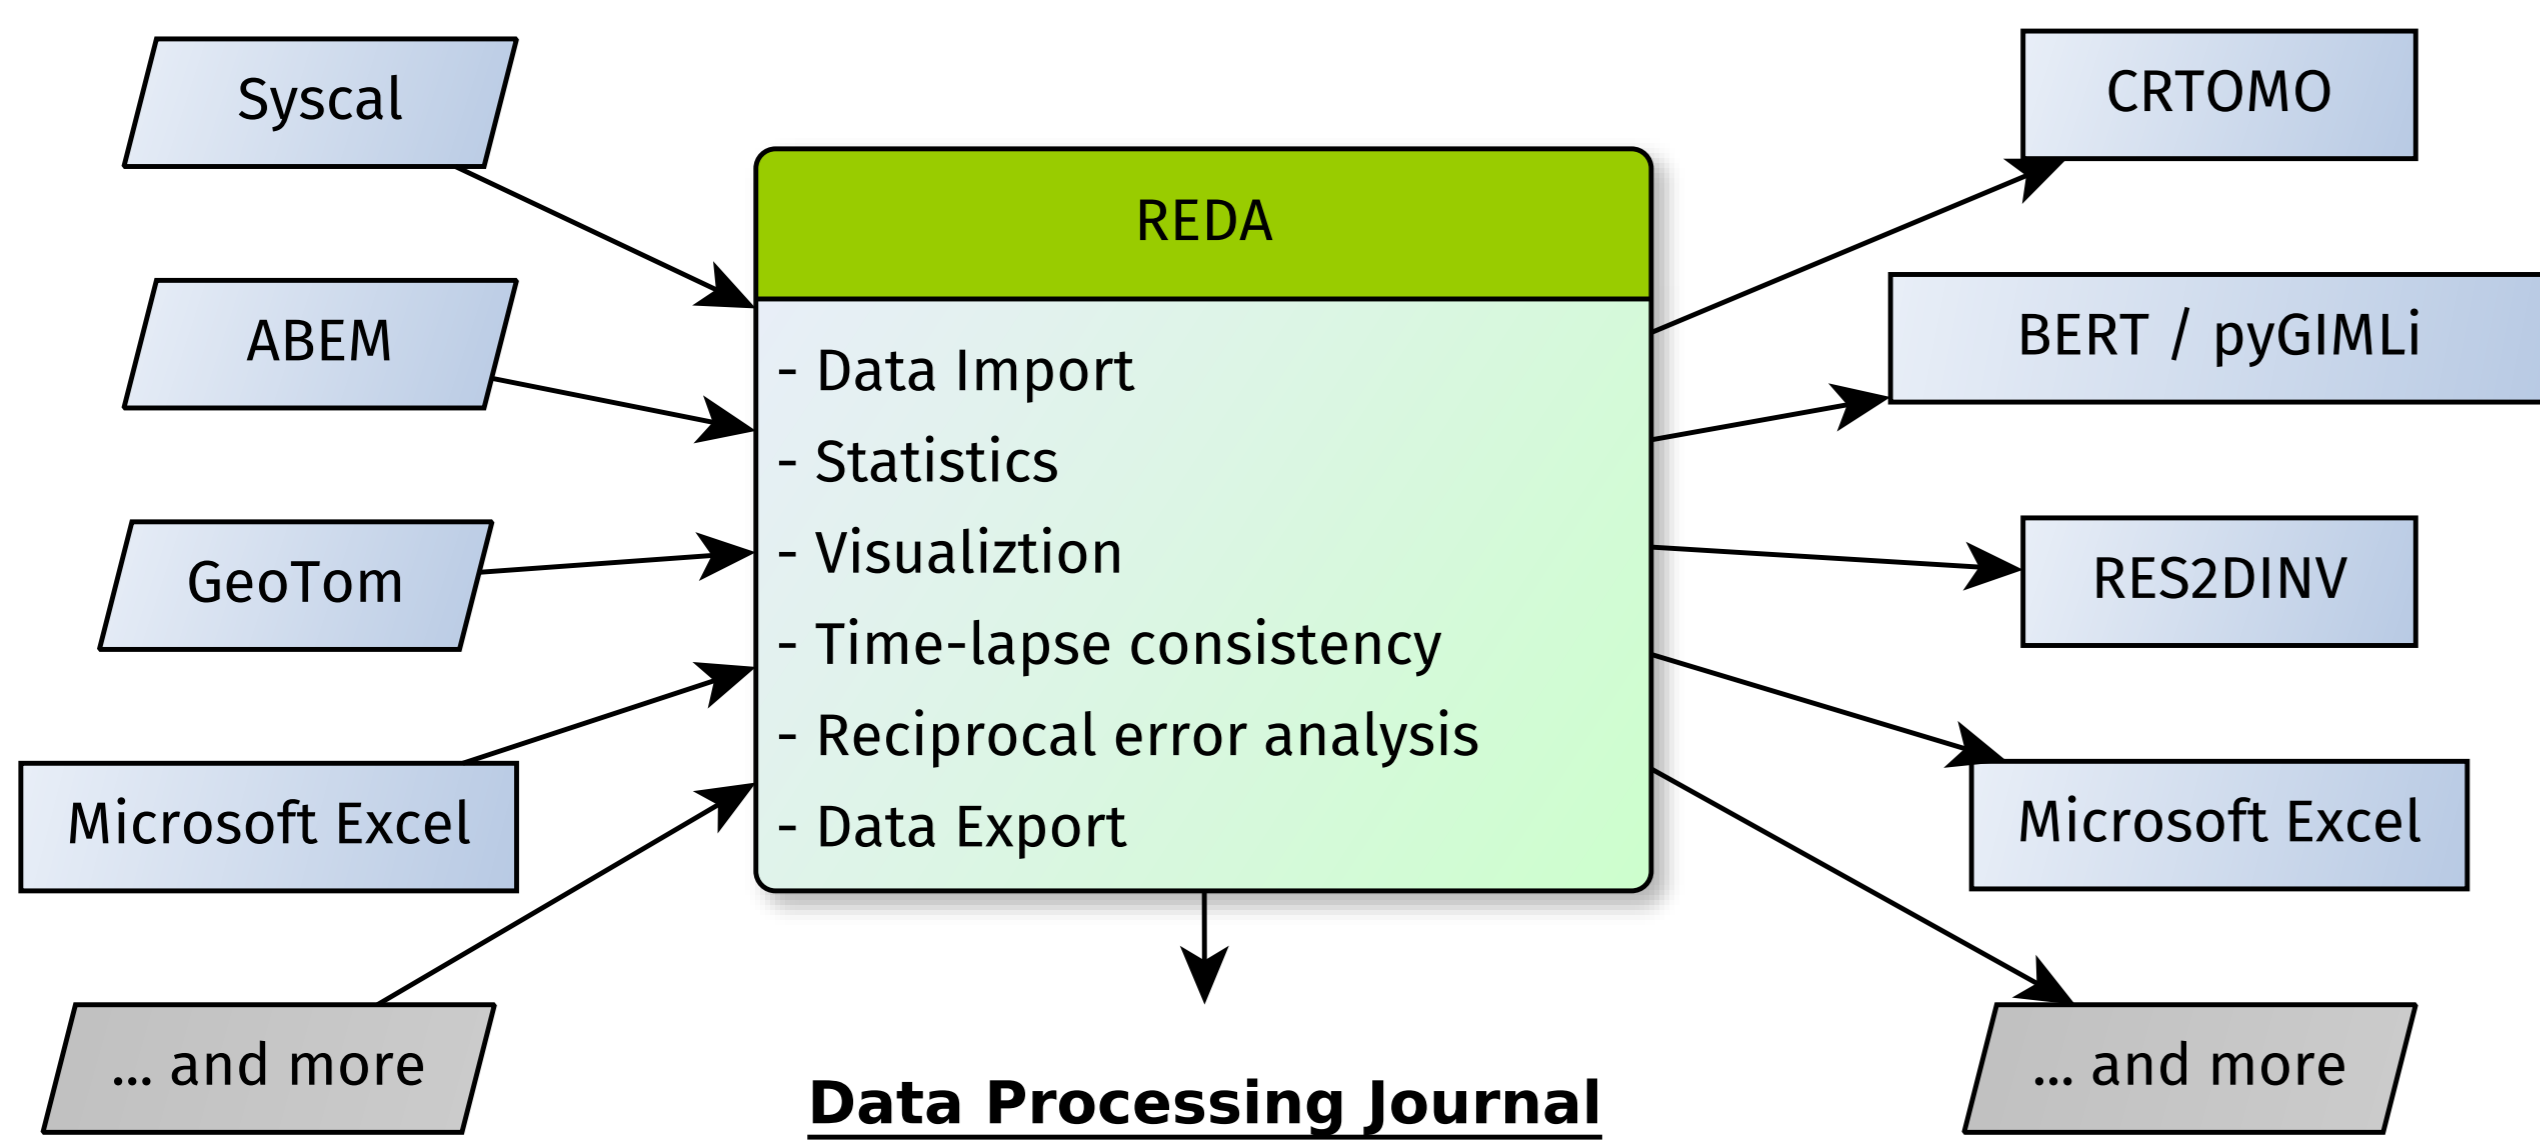 Syscal
ABEM
GeoTom
Microsoft Excel
... and more
REDA
- Data Import
- Statistics
- Visualiztion
- Time-lapse consistency
- Reciprocal error analysis
- Data Export
Data Processing Journal
CRTOMO
BERT / pyGIMLi
RES2DINV
Microsoft Excel
... and more